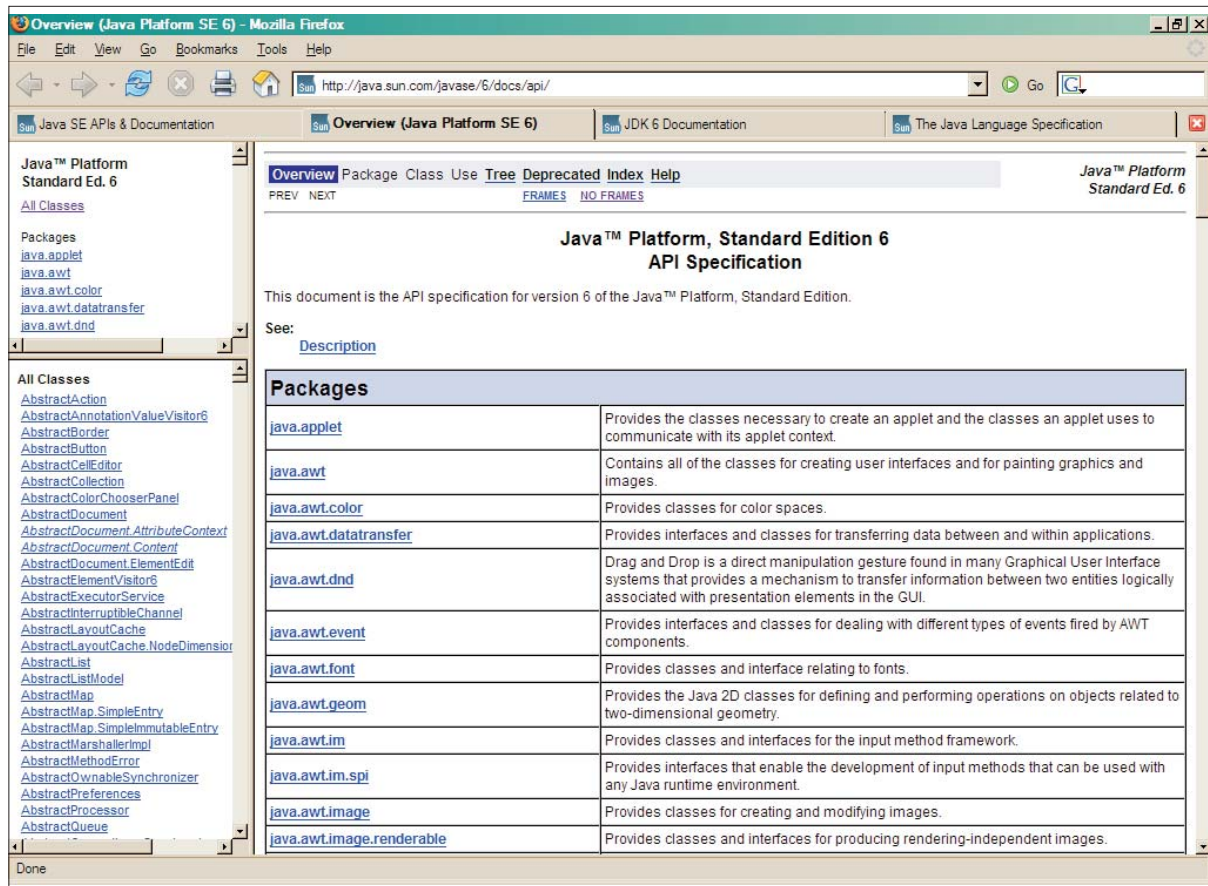 Overview (Java Platform SE 6) - Mozilla Firefox
File Edit View Go Bookmarks Tools Help
Sun http://java.sun.com/javase/6/docs/api/ Go G
Sun Java SE APIs & Documentation Sun Overview (Java Platform SE 6) Sun JDK 6 Documentation Sun The Java Language Specification
Java™ Platform
Standard Ed. 6
All Classes
Packages
java.applet
java.awt
java.awt.color
java.awt.datatransfer
java.awt.dnd
All Classes
AbstractAction
AbstractAnnotationValueVisitor6
AbstractBorder
AbstractButton
AbstractCellEditor
AbstractCollection
AbstractColorChooserPanel
AbstractDocument
AbstractDocument.AttributeContext
AbstractDocument.Content
AbstractDocument.ElementEdit
AbstractElementVisitor6
AbstractExecutorService
AbstractInterruptibleChannel
AbstractLayoutCache
AbstractLayoutCache.NodeDimension
AbstractList
AbstractListModel
AbstractMap
AbstractMap.SimpleEntry
AbstractMap.SimpleImmutableEntry
AbstractMarshallerImpl
AbstractMethodError
AbstractOwnableSynchronizer
AbstractPreferences
AbstractProcessor
AbstractQueue
Overview Package Class Use Tree Deprecated Index Help
PREV NEXT FRAMES NO FRAMES
Java™ Platform
Standard Ed. 6
Java™ Platform, Standard Edition 6
API Specification
This document is the API specification for version 6 of the Java™ Platform, Standard Edition.
See:
Description
Packages
java.applet Provides the classes necessary to create an applet and the classes an applet uses to
communicate with its applet context.
java.awt Contains all of the classes for creating user interfaces and for painting graphics and
images.
java.awt.color Provides classes for color spaces.
java.awt.datatransfer Provides interfaces and classes for transferring data between and within applications.
java.awt.dnd Drag and Drop is a direct manipulation gesture found in many Graphical User Interface
systems that provides a mechanism to transfer information between two entities logically
associated with presentation elements in the GUI.
java.awt.event Provides interfaces and classes for dealing with different types of events fired by AWT
components.
java.awt.font Provides classes and interface relating to fonts.
java.awt.geom Provides the Java 2D classes for defining and performing operations on objects related to
two-dimensional geometry.
java.awt.im Provides classes and interfaces for the input method framework.
java.awt.im.spi Provides interfaces that enable the development of input methods that can be used with
any Java runtime environment.
java.awt.image Provides classes for creating and modifying images.
java.awt.image.renderable Provides classes and interfaces for producing rendering-independent images.
Done